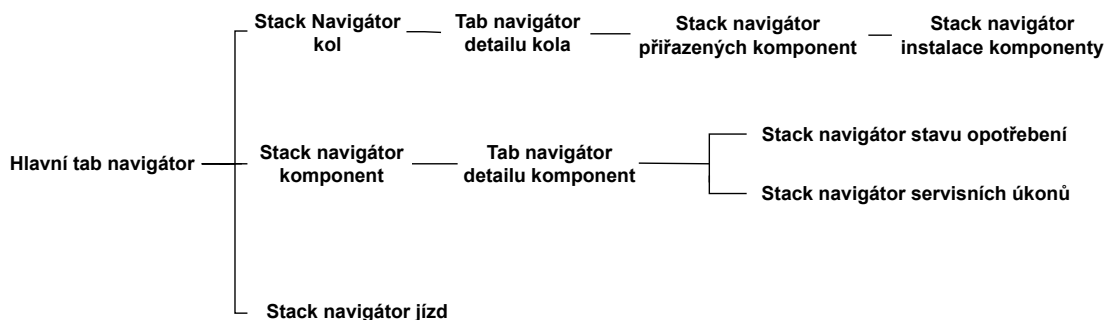 Stack Navigátor
kol
Tab navigátor
detailu kola
Stack navigátor
přiřazených komponent
Stack navigátor
instalace komponenty
Hlavní tab navigátor
Stack navigátor
komponent
Tab navigátor
detailu komponent
Stack navigátor stavu opotřebení
Stack navigátor servisních úkonů
Stack navigátor jízd